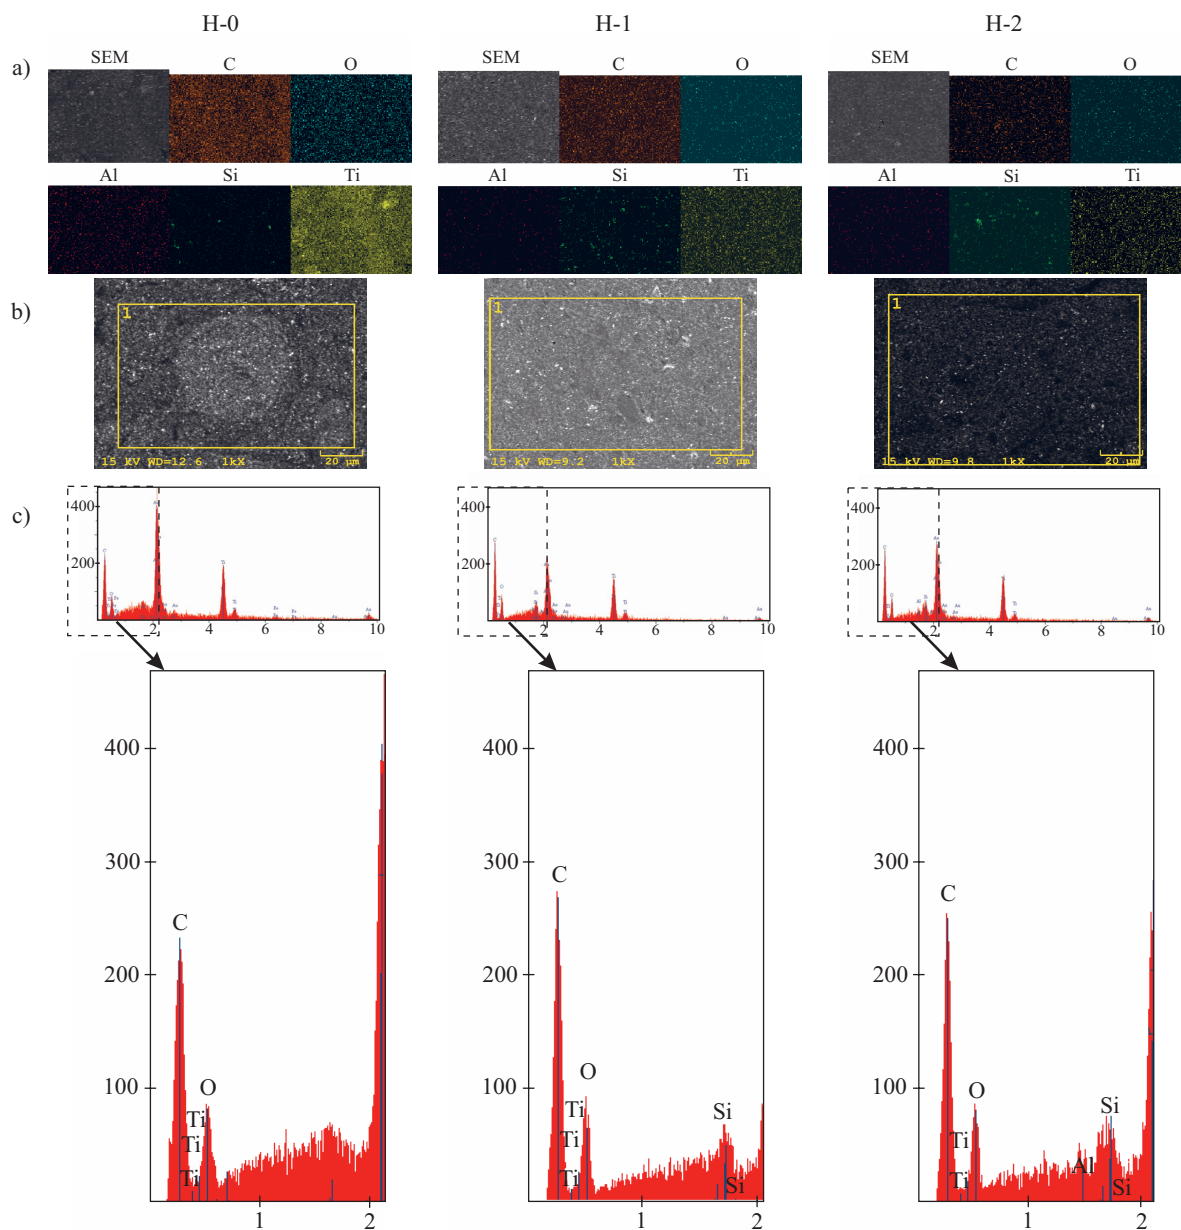 H-0 H-1 H-2
a)
SEM C O SEM C O SEM C O
Al Si Ti Al Si Ti Al Si Ti
b)
1 1 1
15 kV WD=12.6 1kX 20 µm 15 kV WD=9.2 1kX 20 µm 15 kV WD=9.8 1kX 20 µm
c)
400 400 400
200 200 200
2 4 6 8 10 2 4 6 8 10 2 4 6 8 10
400 400 400
300 300 300
C C C
200 200 200
100 O 100 O 100 O
Ti Ti Si Si
Ti Ti Ti Al
Ti Ti Si Ti Si
1 2 1 2 1 2